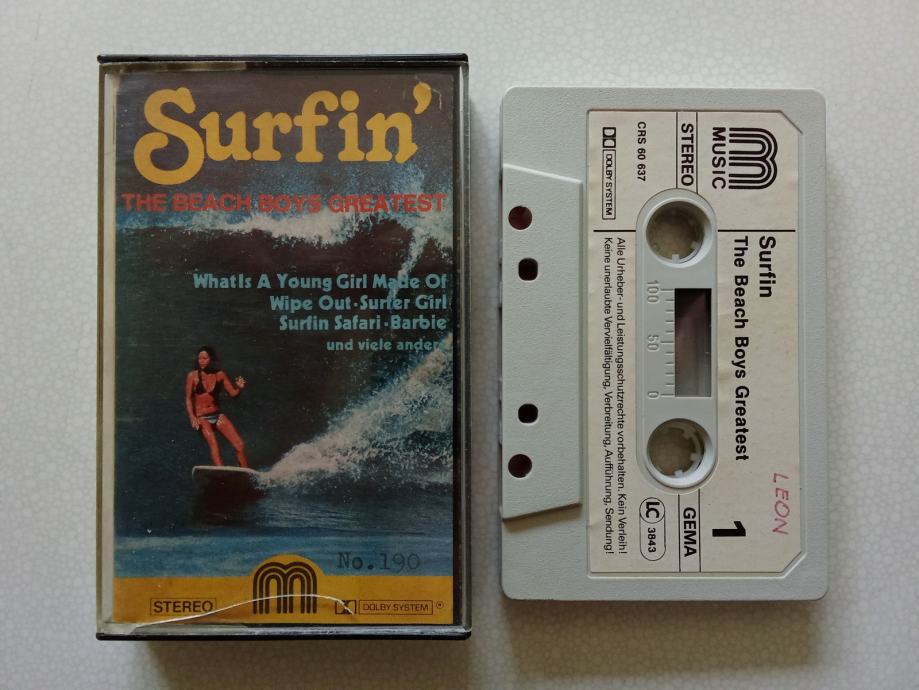 Surfin'
THE BEACH BOYS GREATEST
WhatIs A Young Girl Made Of
Wipe Out · Surfer Girl
Surfin Safari · Barbie
und viele andere
No.190
STEREO
DOLBY SYSTEM
MUSIC
STEREO
CRS 60 637
DOLBY SYSTEM
Surfin
The Beach Boys Greatest
LEON
1
GEMA
LC 3843
100 50 0
Alle Urheber- und Leistungsschutzrechte vorbehalten. Kein Verleih!
Keine unerlaubte Vervielfältigung, Verbreitung, Aufführung, Sendung!